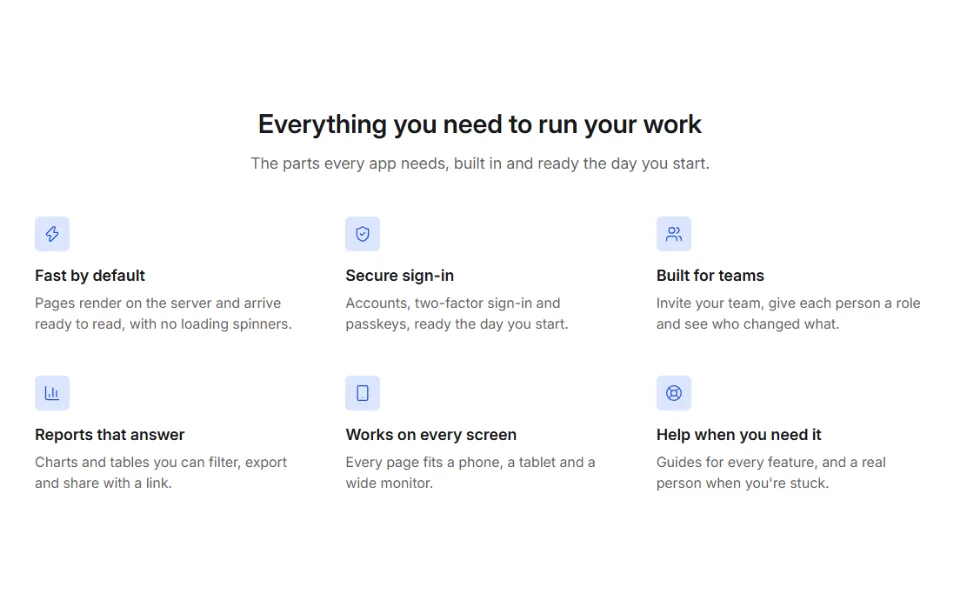 Everything you need to run your work
The parts every app needs, built in and ready the day you start.
Fast by default
Pages render on the server and arrive
ready to read, with no loading spinners.
Secure sign-in
Accounts, two-factor sign-in and
passkeys, ready the day you start.
Built for teams
Invite your team, give each person a role
and see who changed what.
Reports that answer
Charts and tables you can filter, export
and share with a link.
Works on every screen
Every page fits a phone, a tablet and a
wide monitor.
Help when you need it
Guides for every feature, and a real
person when you're stuck.